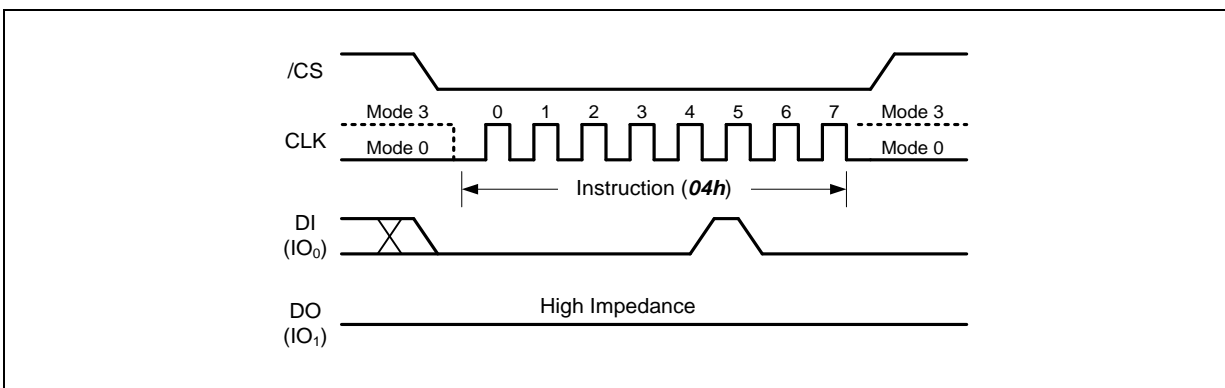 /CS
Mode 3 0 1 2 3 4 5 6 7 Mode 3
CLK Mode 0 Mode 0
Instruction (04h)
DI
(IO0)
High Impedance
DO
(IO1)